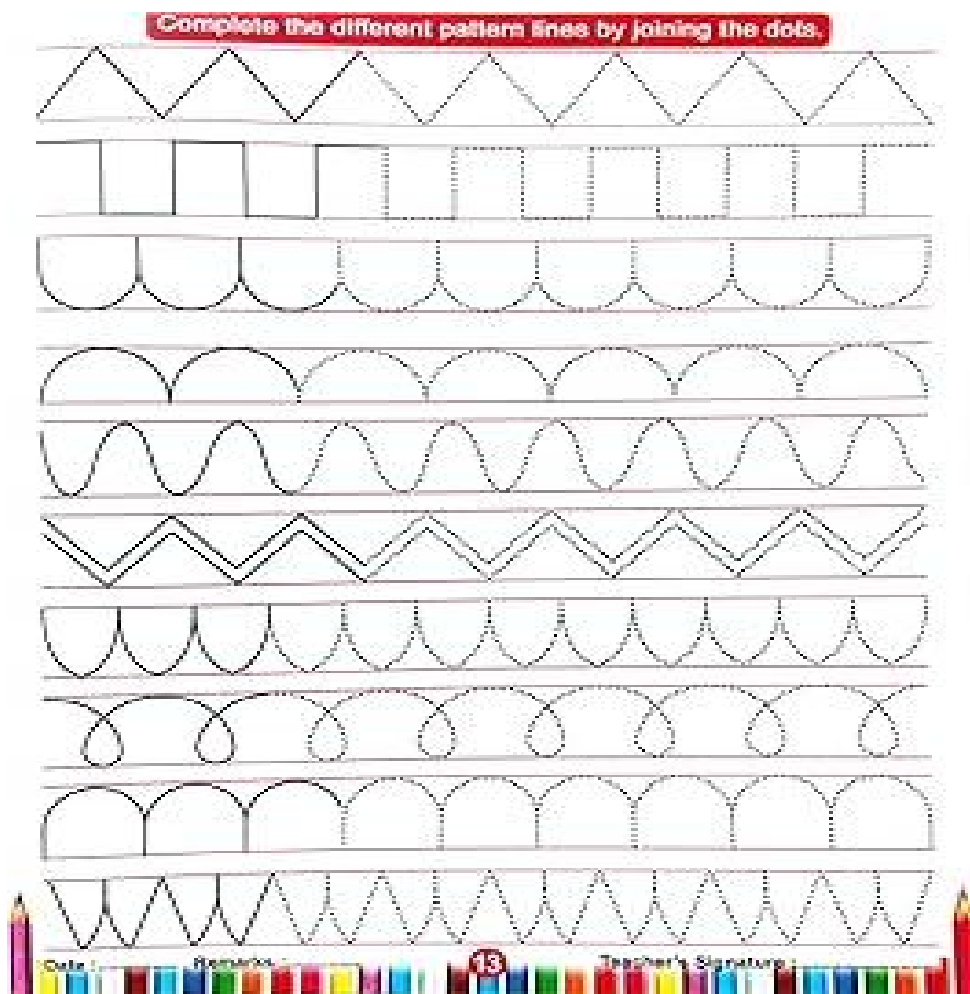 Complete the different pattern lines by joining the dots.
Date : Remarks : 13 Teacher's Signature :